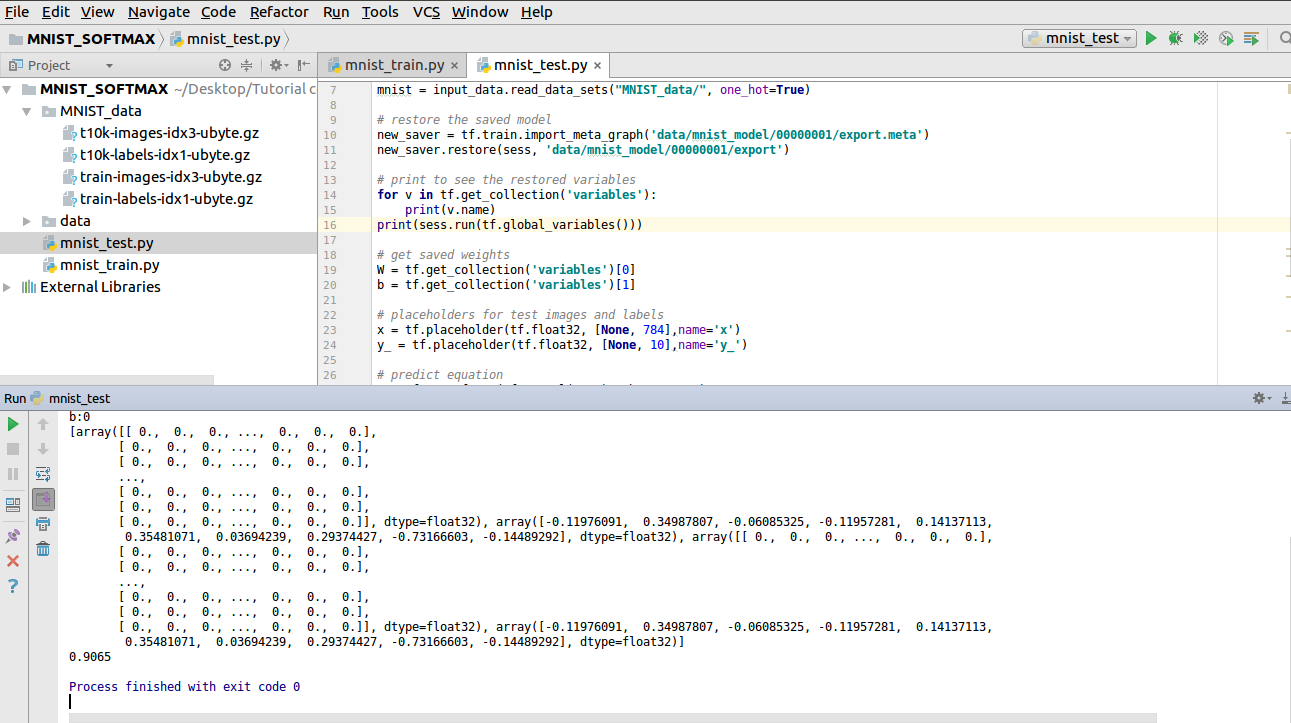 File Edit View Navigate Code Refactor Run Tools VCS Window Help
MNIST_SOFTMAX mnist_test.py mnist_test
Project
mnist_train.py × mnist_test.py ×
MNIST_SOFTMAX ~/Desktop/Tutorial c
MNIST_data
t10k-images-idx3-ubyte.gz
t10k-labels-idx1-ubyte.gz
train-images-idx3-ubyte.gz
train-labels-idx1-ubyte.gz
data
mnist_test.py
mnist_train.py
External Libraries
7 mnist = input_data.read_data_sets("MNIST_data/", one_hot=True)
8
9 # restore the saved model
10 new_saver = tf.train.import_meta_graph('data/mnist_model/00000001/export.meta')
11 new_saver.restore(sess, 'data/mnist_model/00000001/export')
12
13 # print to see the restored variables
14 for v in tf.get_collection('variables'):
15     print(v.name)
16 print(sess.run(tf.global_variables()))
17
18 # get saved weights
19 W = tf.get_collection('variables')[0]
20 b = tf.get_collection('variables')[1]
21
22 # placeholders for test images and labels
23 x = tf.placeholder(tf.float32, [None, 784],name='x')
24 y_ = tf.placeholder(tf.float32, [None, 10],name='y_')
25
26 # predict equation
Run mnist_test
b:0
[array([[ 0.,  0.,  0., ...,  0.,  0.,  0.],
       [ 0.,  0.,  0., ...,  0.,  0.,  0.],
       [ 0.,  0.,  0., ...,  0.,  0.,  0.],
       ...,
       [ 0.,  0.,  0., ...,  0.,  0.,  0.],
       [ 0.,  0.,  0., ...,  0.,  0.,  0.],
       [ 0.,  0.,  0., ...,  0.,  0.,  0.]], dtype=float32), array([-0.11976091,  0.34987807, -0.06085325, -0.11957281,  0.14137113,
        0.35481071,  0.03694239,  0.29374427, -0.73166603, -0.14489292], dtype=float32), array([[ 0.,  0.,  0., ...,  0.,  0.,  0.],
       [ 0.,  0.,  0., ...,  0.,  0.,  0.],
       [ 0.,  0.,  0., ...,  0.,  0.,  0.],
       ...,
       [ 0.,  0.,  0., ...,  0.,  0.,  0.],
       [ 0.,  0.,  0., ...,  0.,  0.,  0.],
       [ 0.,  0.,  0., ...,  0.,  0.,  0.]], dtype=float32), array([-0.11976091,  0.34987807, -0.06085325, -0.11957281,  0.14137113,
        0.35481071,  0.03694239,  0.29374427, -0.73166603, -0.14489292], dtype=float32)]
0.9065
Process finished with exit code 0